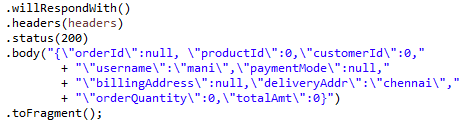 .willRespondWith()
.headers(headers)
.status(200)
.body("{\"orderId\":null, \"productId\":0,\"customerId\":0,"
+ "\"username\":\"mani\",\"paymentMode\":null,"
+ "\"billingAddress\":null,\"deliveryAddr\":\"chennai\","
+ "\"orderQuantity\":0,\"totalAmt\":0}")
.toFragment();